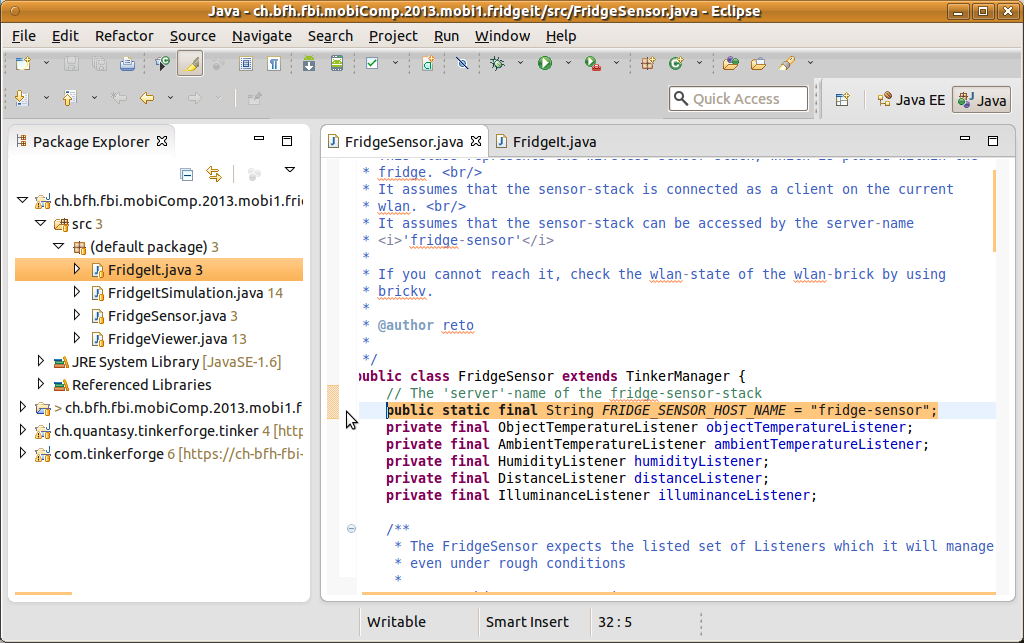 Java - ch.bfh.fbi.mobiComp.2013.mobi1.fridgeit/src/FridgeSensor.java - Eclipse
File Edit Refactor Source Navigate Search Project Run Window Help
Quick Access
Java EE
Java
Package Explorer
ch.bfh.fbi.mobiComp.2013.mobi1.frid
src 3
(default package) 3
FridgeIt.java 3
FridgeItSimulation.java 14
FridgeSensor.java 3
FridgeViewer.java 13
JRE System Library [JavaSE-1.6]
Referenced Libraries
> ch.bfh.fbi.mobiComp.2013.mobi1.f
ch.quantasy.tinkerforge.tinker 4 [http
com.tinkerforge 6 [https://ch-bfh-fbi-
FridgeSensor.java
FridgeIt.java
* fridge. <br/>
* It assumes that the sensor-stack is connected as a client on the current
* wlan. <br/>
* It assumes that the sensor-stack can be accessed by the server-name
* <i>'fridge-sensor'</i>
*
* If you cannot reach it, check the wlan-state of the wlan-brick by using
* brickv.
*
* @author reto
*
*/
public class FridgeSensor extends TinkerManager {
// The 'server'-name of the fridge-sensor-stack
public static final String FRIDGE_SENSOR_HOST_NAME = "fridge-sensor";
private final ObjectTemperatureListener objectTemperatureListener;
private final AmbientTemperatureListener ambientTemperatureListener;
private final HumidityListener humidityListener;
private final DistanceListener distanceListener;
private final IlluminanceListener illuminanceListener;
/**
* The FridgeSensor expects the listed set of Listeners which it will manage
* even under rough conditions
*
Writable
Smart Insert
32 : 5